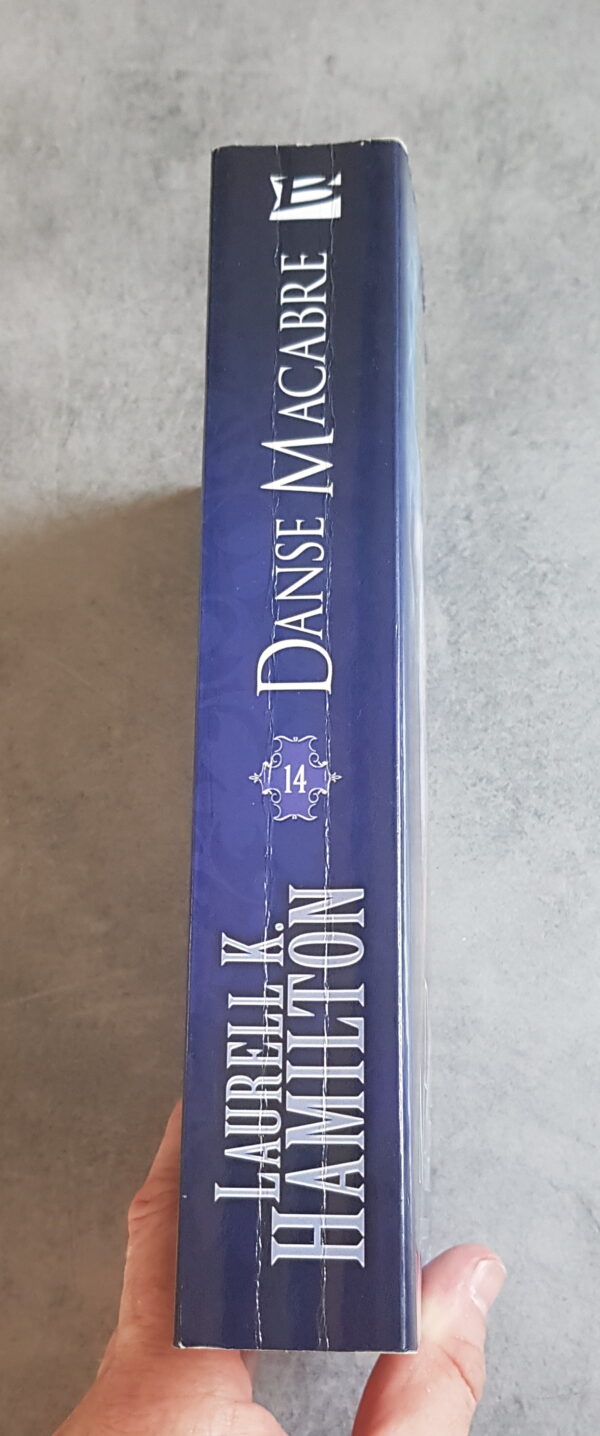 LAURELL K.
HAMILTON
14
DANSE MACABRE